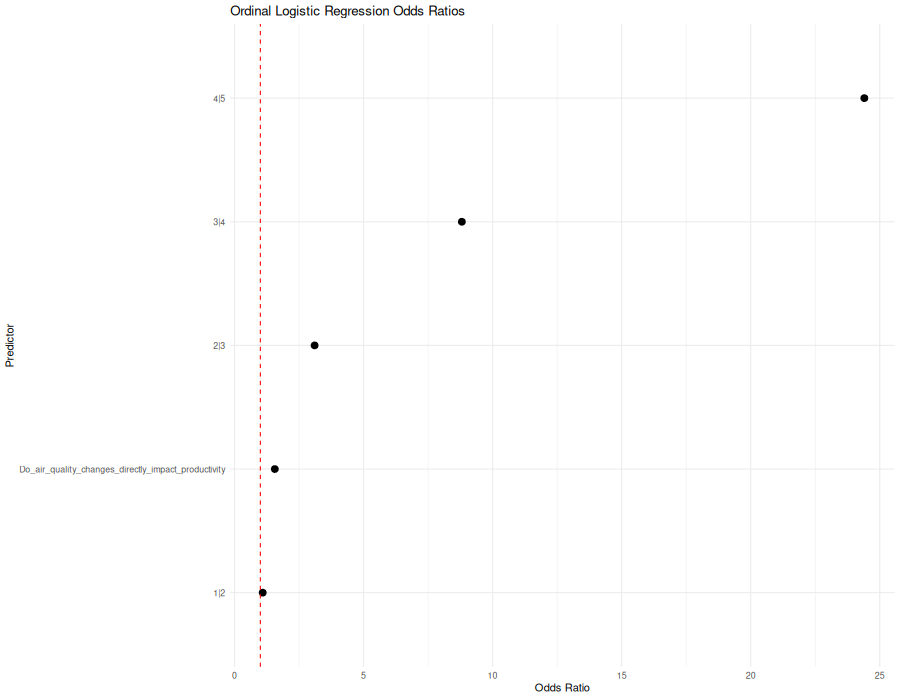 Ordinal Logistic Regression Odds Ratios
4|5
3|4
2|3
Do_air_quality_changes_directly_impact_productivity
1|2
Predictor
0 5 10 15 20 25
Odds Ratio